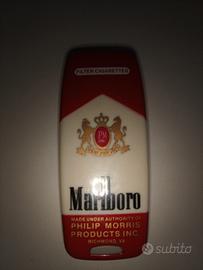 FILTER CIGARETTES
PM
Marlboro
MADE UNDER AUTHORITY OF
PHILIP MORRIS
PRODUCTS INC.
RICHMOND, VA
subito